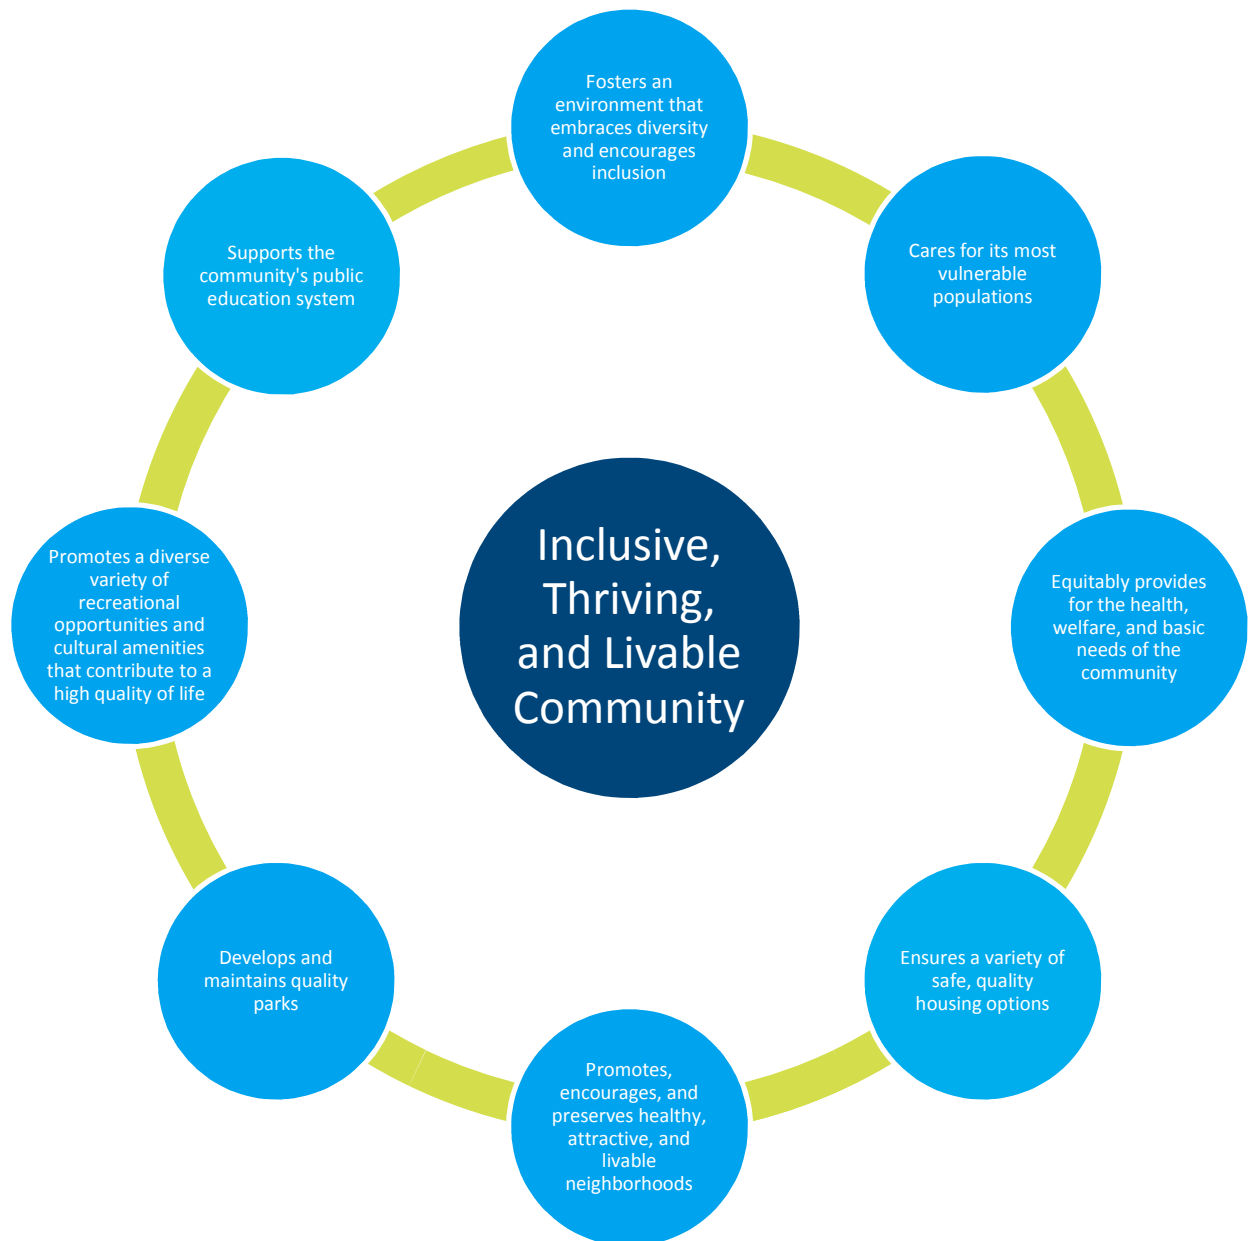 Fosters an
environment that
embraces diversity
and encourages
inclusion
Cares for its most
vulnerable
populations
Equitably provides
for the health,
welfare, and basic
needs of the
community
Ensures a variety of
safe, quality
housing options
Promotes,
encourages, and
preserves healthy,
attractive, and
livable
neighborhoods
Develops and
maintains quality
parks
Promotes a diverse
variety of
recreational
opportunities and
cultural amenities
that contribute to a
high quality of life
Supports the
community's public
education system
Inclusive,
Thriving,
and Livable
Community